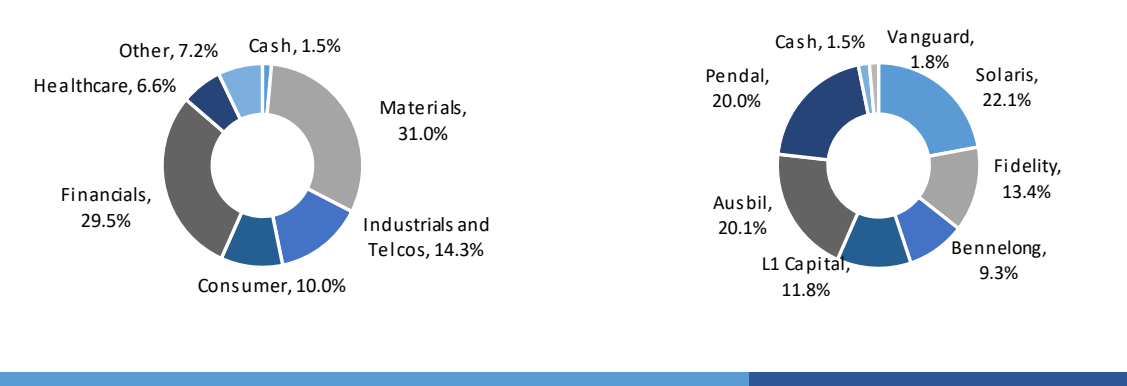 Cash, 1.5%
Materials,
31.0%
Industrials and
Telcos, 14.3%
Consumer, 10.0%
Financials,
29.5%
Healthcare, 6.6%
Other, 7.2%
Vanguard,
1.8%
Solaris,
22.1%
Fidelity,
13.4%
Bennelong,
9.3%
L1 Capital,
11.8%
Ausbil,
20.1%
Pendal,
20.0%
Cash, 1.5%